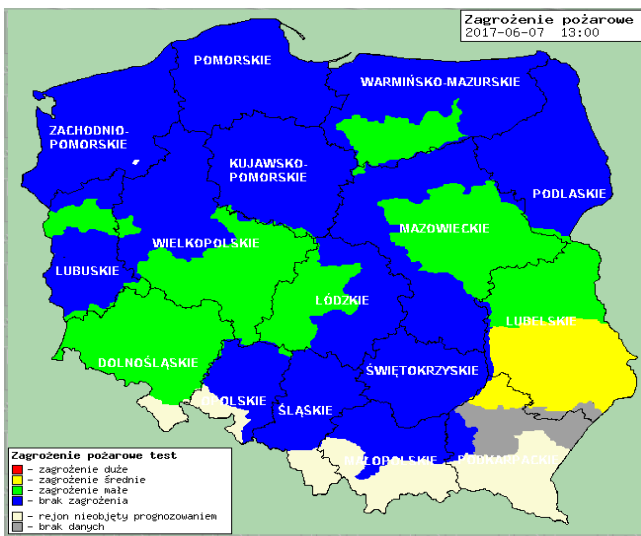 Zagrożenie pożarowe
2017-06-07 13:00
POMORSKIE
WARMIŃSKO-MAZURSKIE
ZACHODNIO-
POMORSKIE
KUJAWSKO-
POMORSKIE
PODLASKIE
MAZOWIECKIE
WIELKOPOLSKIE
LUBUSKIE
ŁÓDZKIE
LUBELSKIE
DOLNOŚLĄSKIE
ŚWIĘTOKRZYSKIE
OPOLSKIE
ŚLĄSKIE
MAŁOPOLSKIE
PODKARPACKIE
Zagrożenie pożarowe test
– zagrożenie duże
– zagrożenie średnie
– zagrożenie małe
– brak zagrożenia
– rejon nieobjęty prognozowaniem
– brak danych